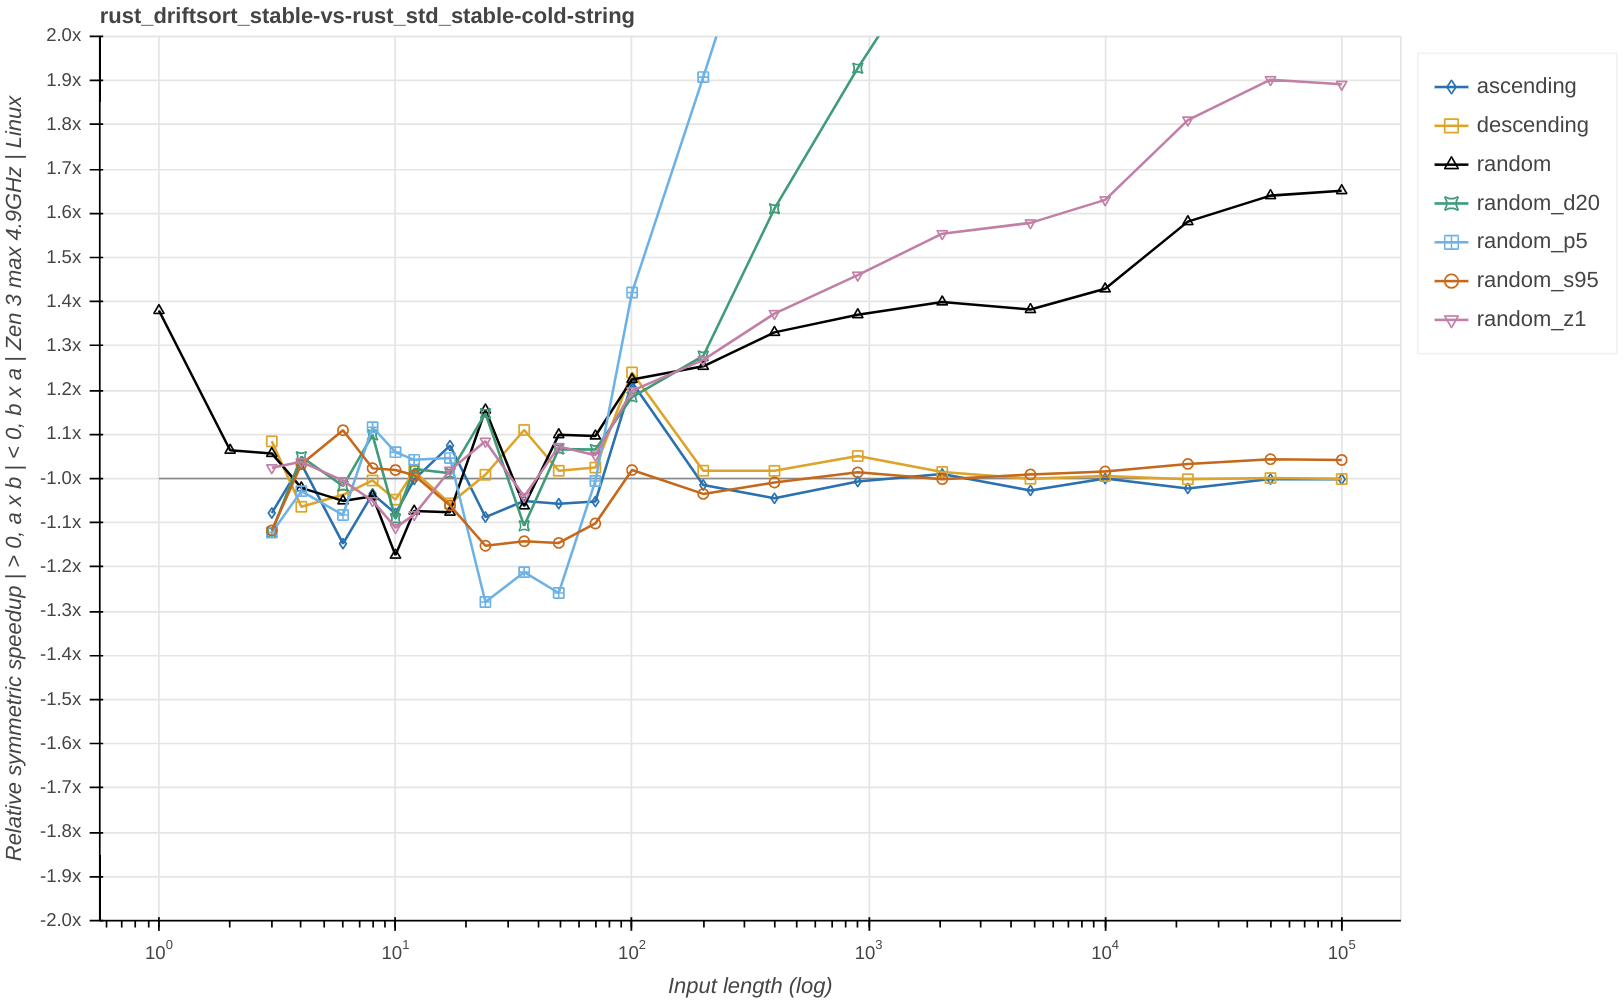 rust_driftsort_stable-vs-rust_std_stable-cold-string
Relative symmetric speedup | > 0, a x b | < 0, b x a | Zen 3 max 4.9GHz | Linux
2.0x
1.9x
1.8x
1.7x
1.6x
1.5x
1.4x
1.3x
1.2x
1.1x
-1.0x
-1.1x
-1.2x
-1.3x
-1.4x
-1.5x
-1.6x
-1.7x
-1.8x
-1.9x
-2.0x
10⁰ 10¹ 10² 10³ 10⁴ 10⁵
Input length (log)
ascending
descending
random
random_d20
random_p5
random_s95
random_z1